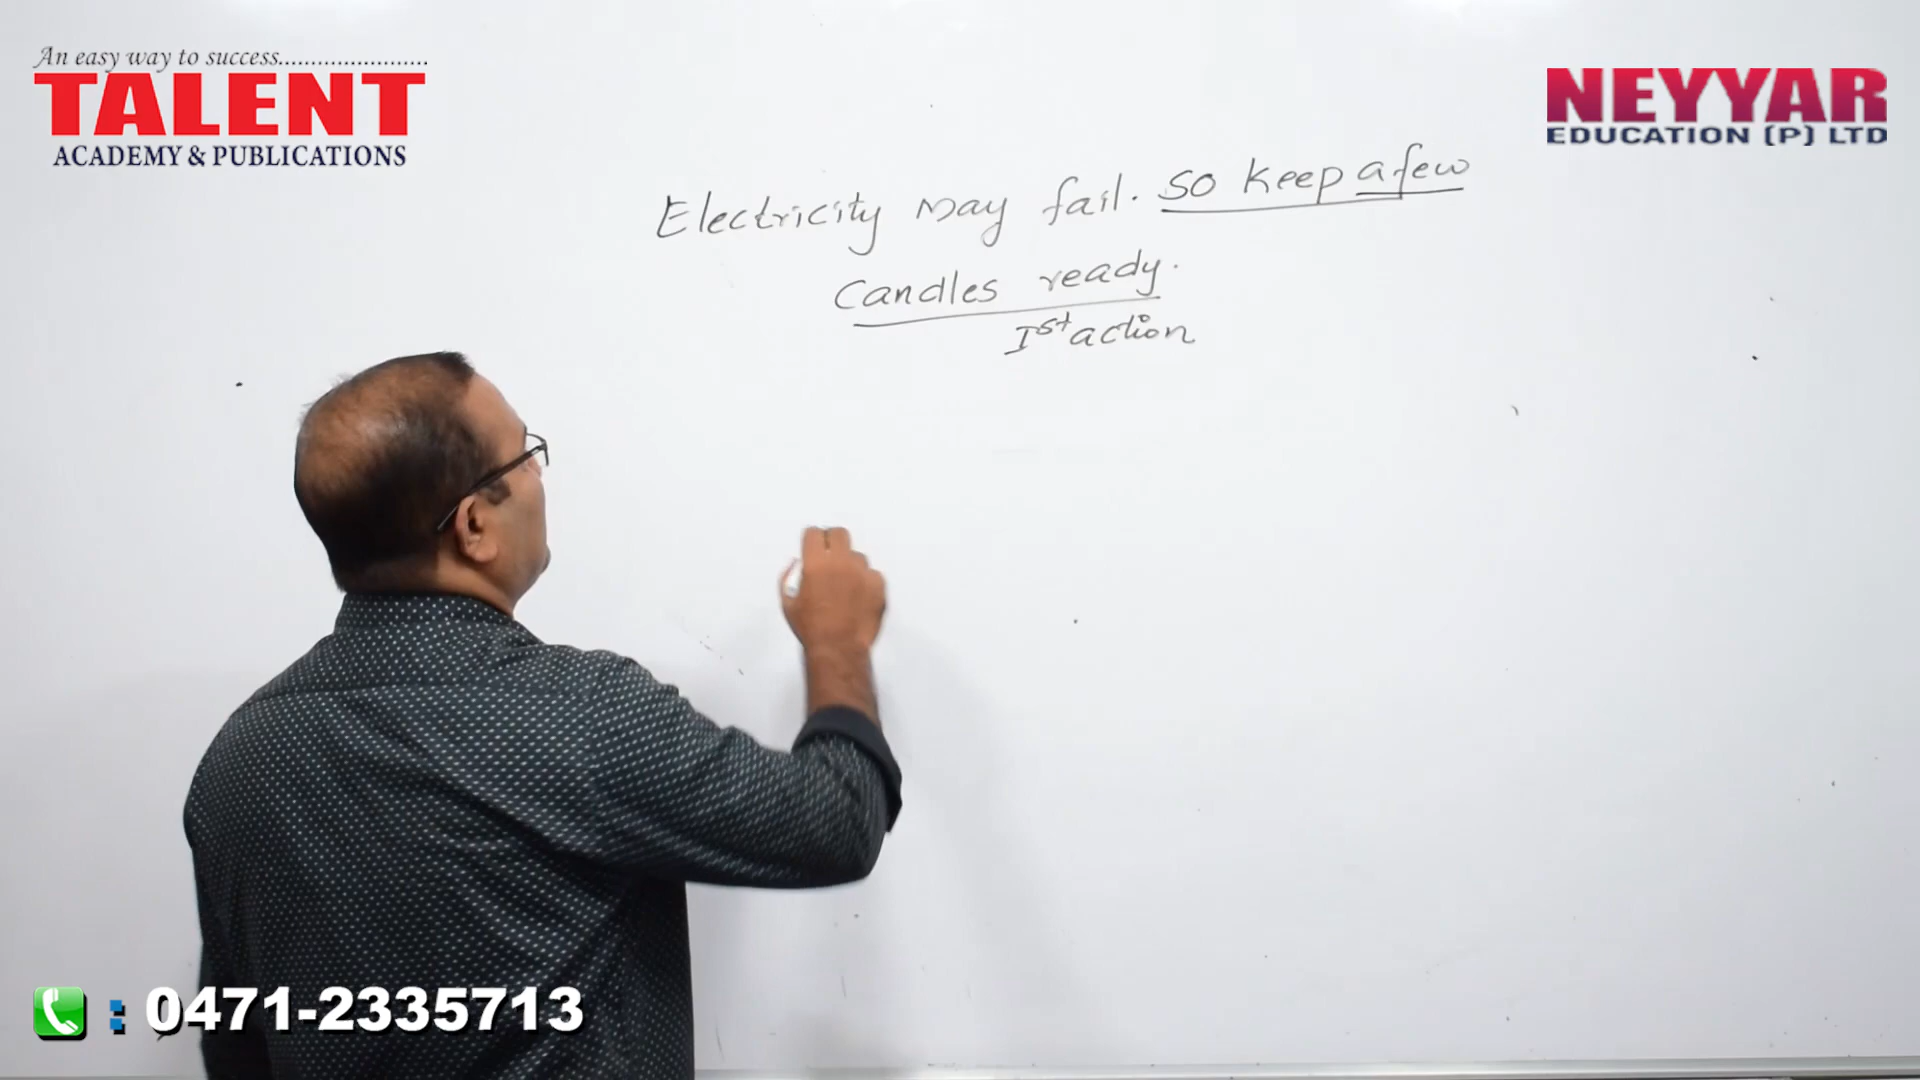 An easy way to success.......................
TALENT
ACADEMY & PUBLICATIONS
NEYYAR
EDUCATION (P) LTD
Electricity may fail. So keep a few
Candles ready.
Ist action
: 0471-2335713